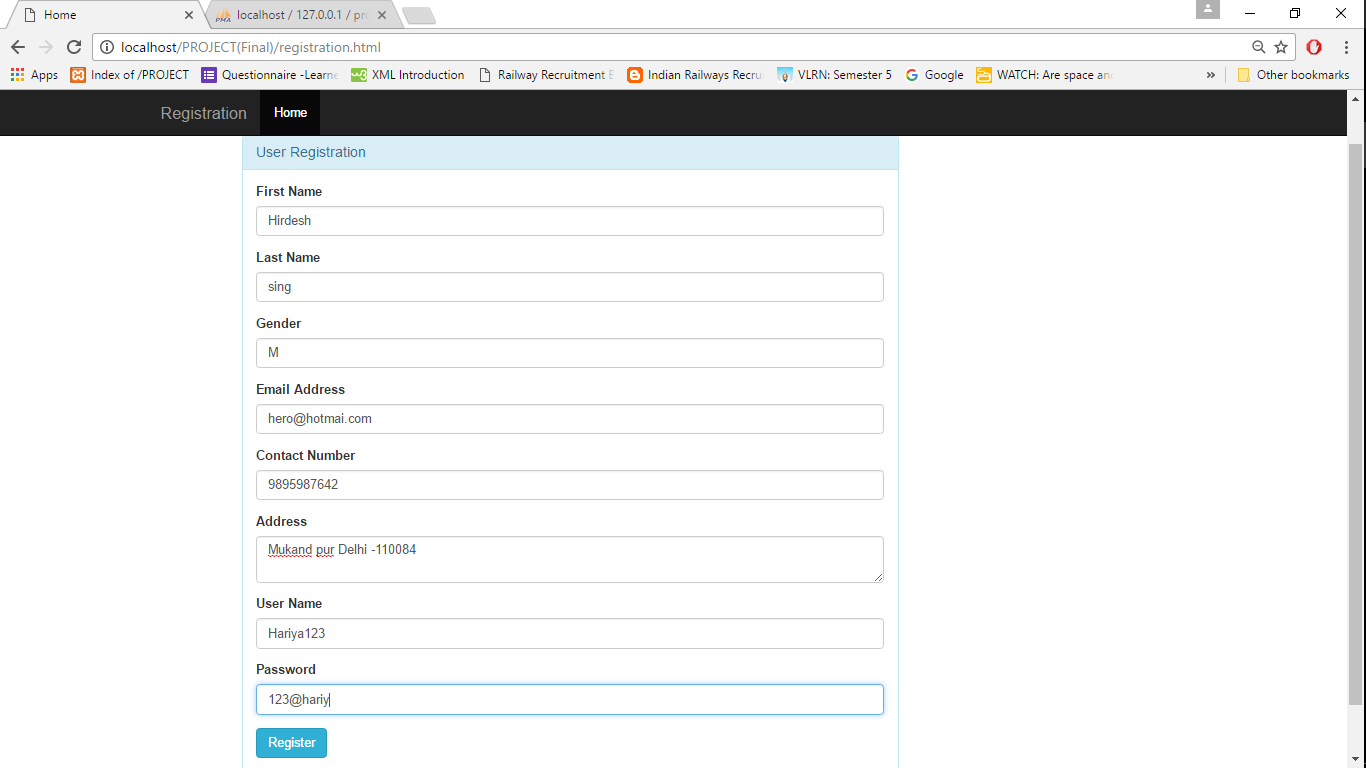 Home
localhost / 127.0.0.1 / pr
localhost/PROJECT(Final)/registration.html
Apps
Index of /PROJECT
Questionnaire -Learne
XML Introduction
Railway Recruitment
Indian Railways Recru
VLRN: Semester 5
Google
WATCH: Are space an
»
Other bookmarks
Registration
Home
User Registration
First Name
Hirdesh
Last Name
sing
Gender
M
Email Address
hero@hotmai.com
Contact Number
9895987642
Address
Mukand pur Delhi -110084
User Name
Hariya123
Password
123@hariy
Register